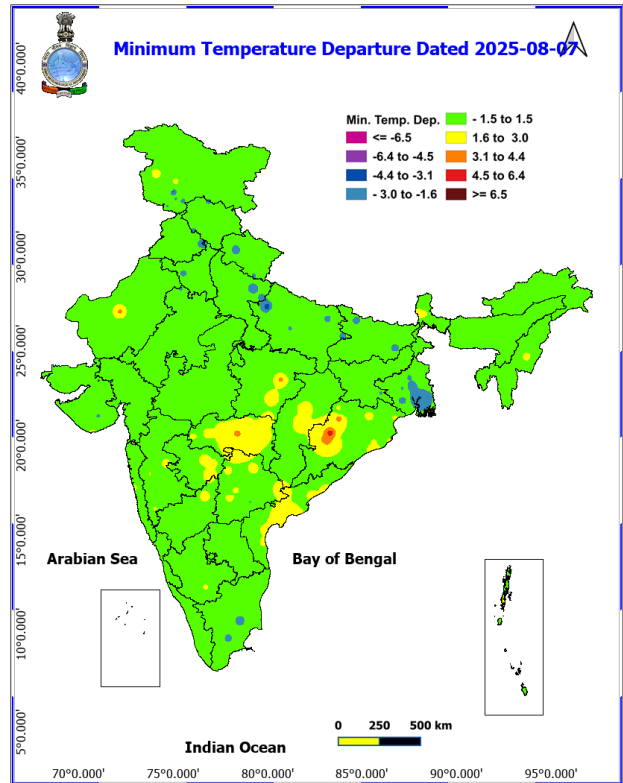 Minimum Temperature Departure Dated 2025-08-07
Min. Temp. Dep.
<= -6.5
-6.4 to -4.5
-4.4 to -3.1
- 3.0 to -1.6
- 1.5 to 1.5
1.6 to 3.0
3.1 to 4.4
4.5 to 6.4
>= 6.5
40°0.000'
35°0.000'
30°0.000'
25°0.000'
20°0.000'
15°0.000'
10°0.000'
5°0.000'
Arabian Sea
Bay of Bengal
Indian Ocean
0 250 500 km
70°0.000' 75°0.000' 80°0.000' 85°0.000' 90°0.000' 95°0.000'